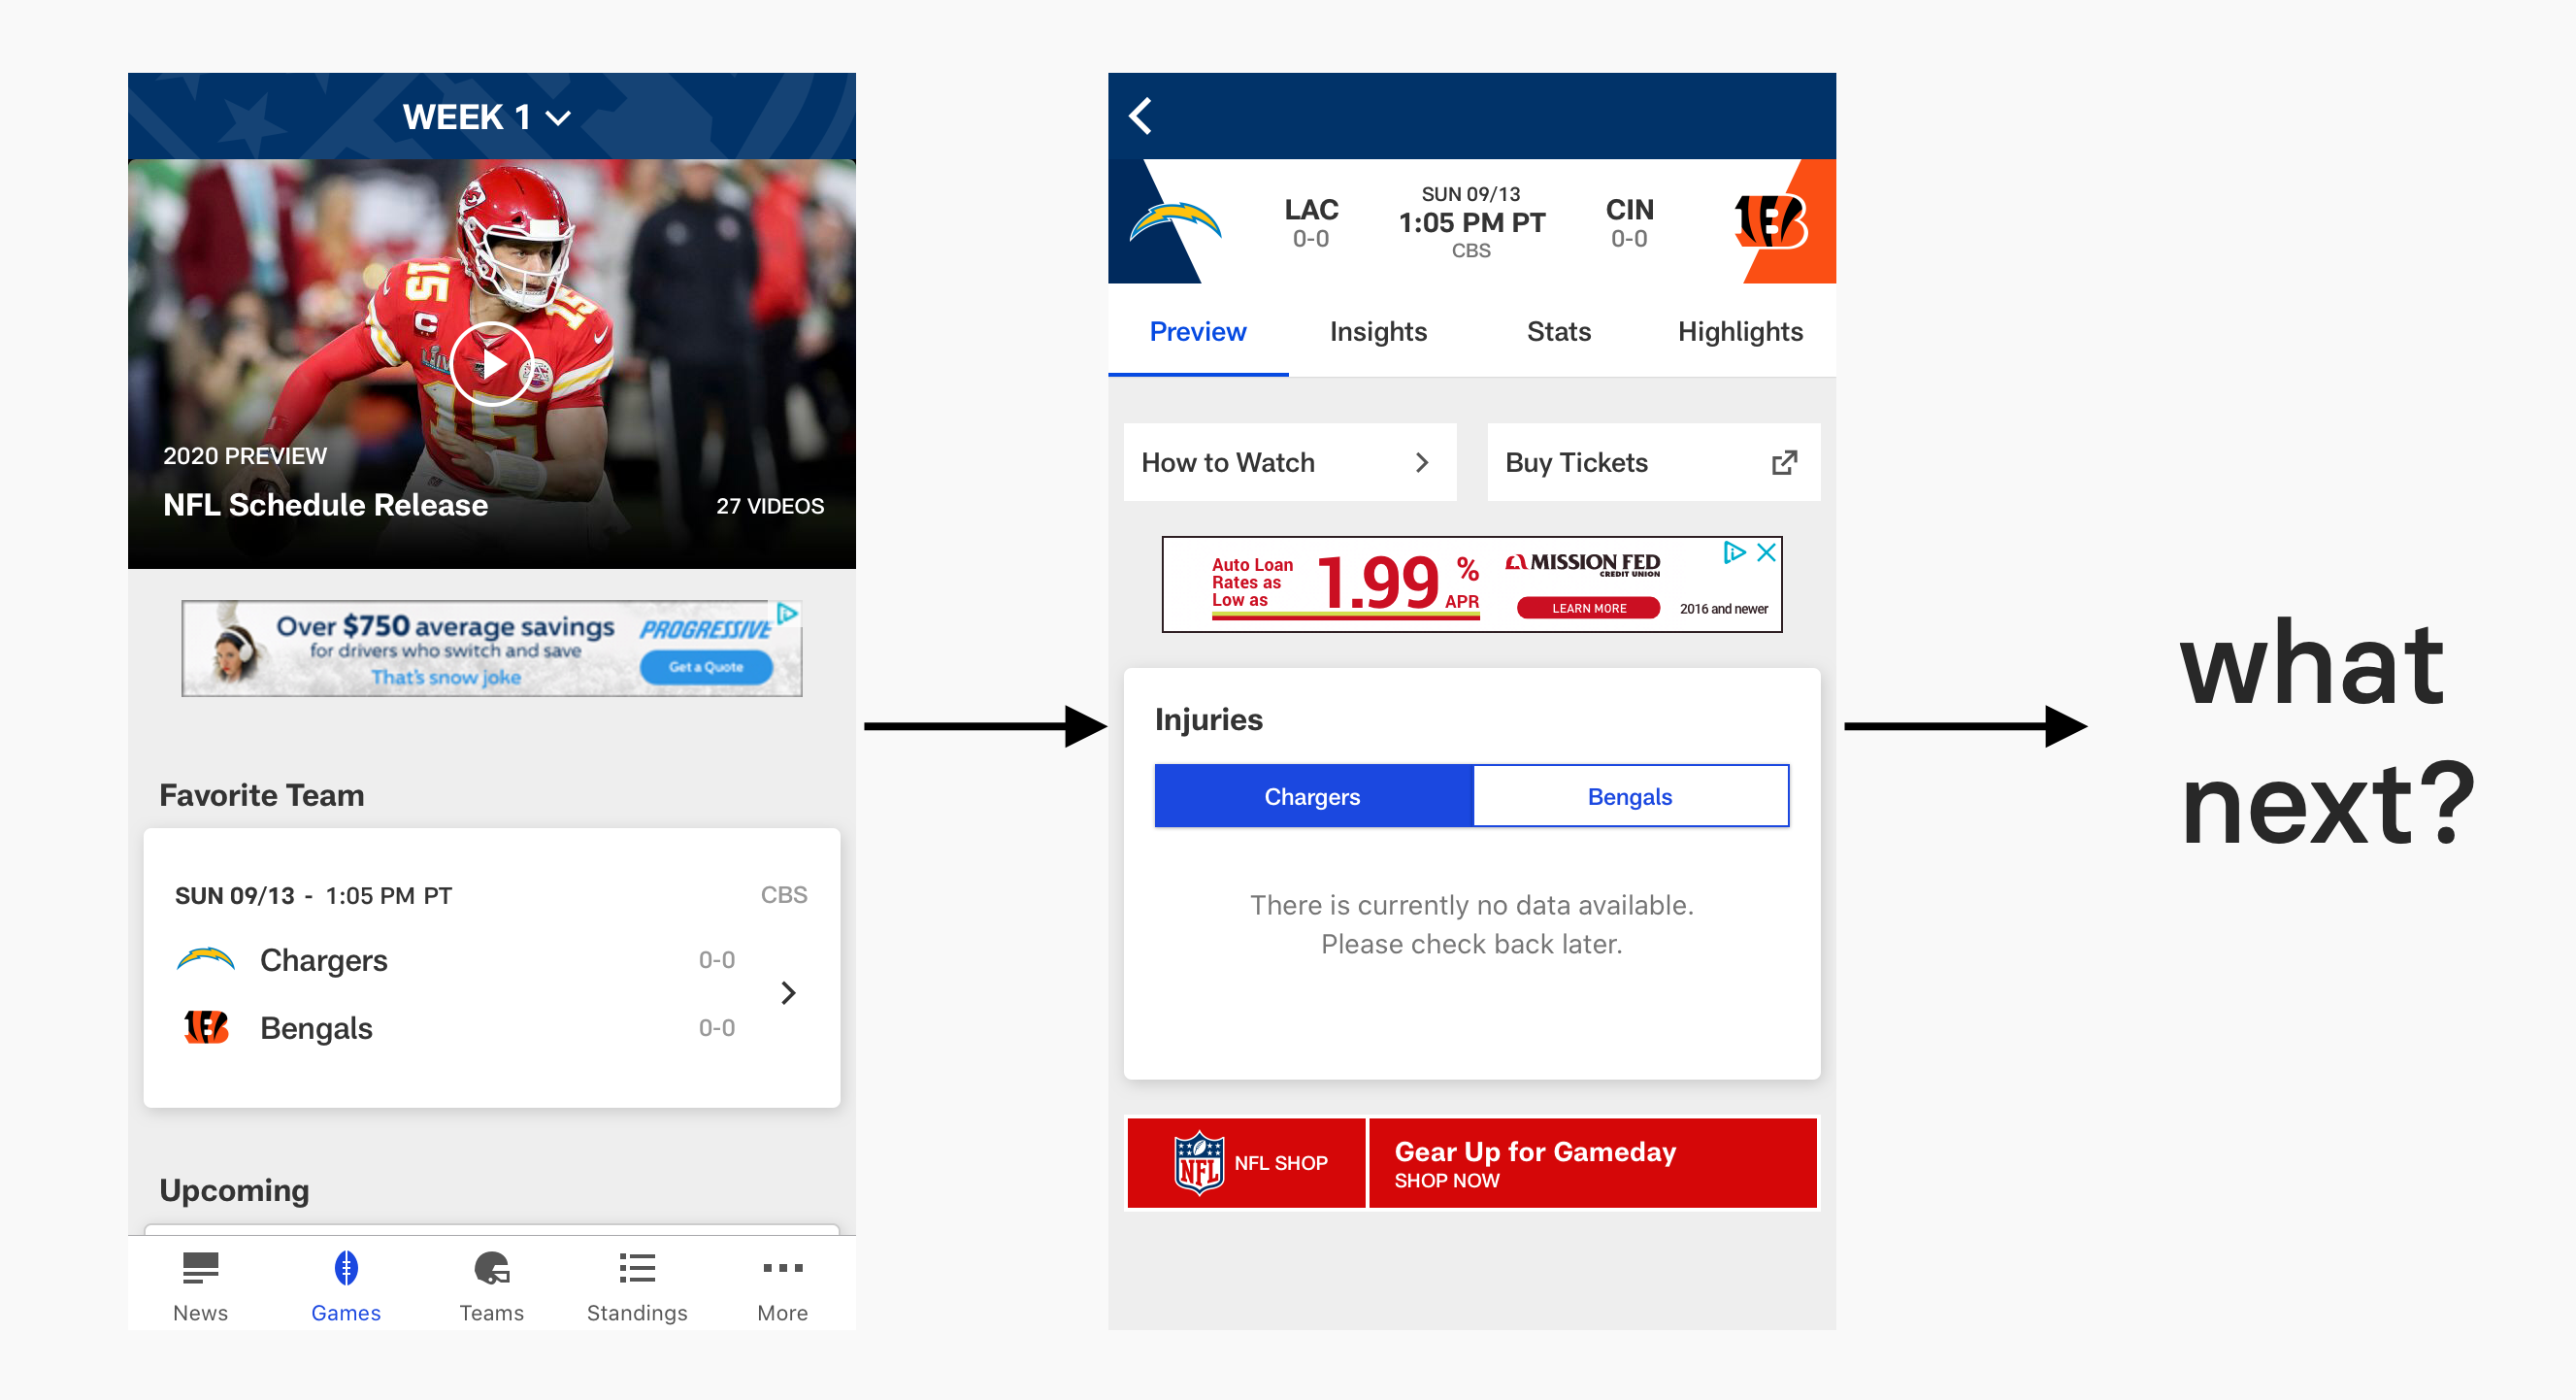 WEEK 1
15
15
C
LIV
15
2020 PREVIEW
NFL Schedule Release
27 VIDEOS
Over $750 average savings
for drivers who switch and save
That's snow joke
PROGRESSIVE
Get a Quote
Favorite Team
SUN 09/13 - 1:05 PM PT
CBS
Chargers
0-0
B
Bengals
0-0
Upcoming
News
Games
Teams
Standings
More
LAC
0-0
SUN 09/13
1:05 PM PT
CBS
CIN
0-0
B
Preview
Insights
Stats
Highlights
How to Watch
Buy Tickets
Auto Loan
Rates as
Low as
1.99 % APR
MISSION FED
CREDIT UNION
LEARN MORE
2016 and newer
Injuries
Chargers
Bengals
There is currently no data available.
Please check back later.
NFL
NFL SHOP
Gear Up for Gameday
SHOP NOW
what
next?